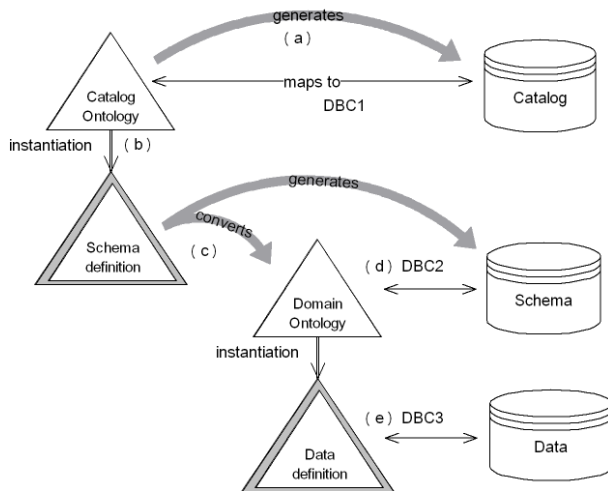 generates
( a )
maps to
DBC1
Catalog
Ontology
Catalog
instantiation
( b )
generates
converts
( c )
Schema
definition
( d ) DBC2
Schema
Domain
Ontology
instantiation
( e ) DBC3
Data
Data
definition